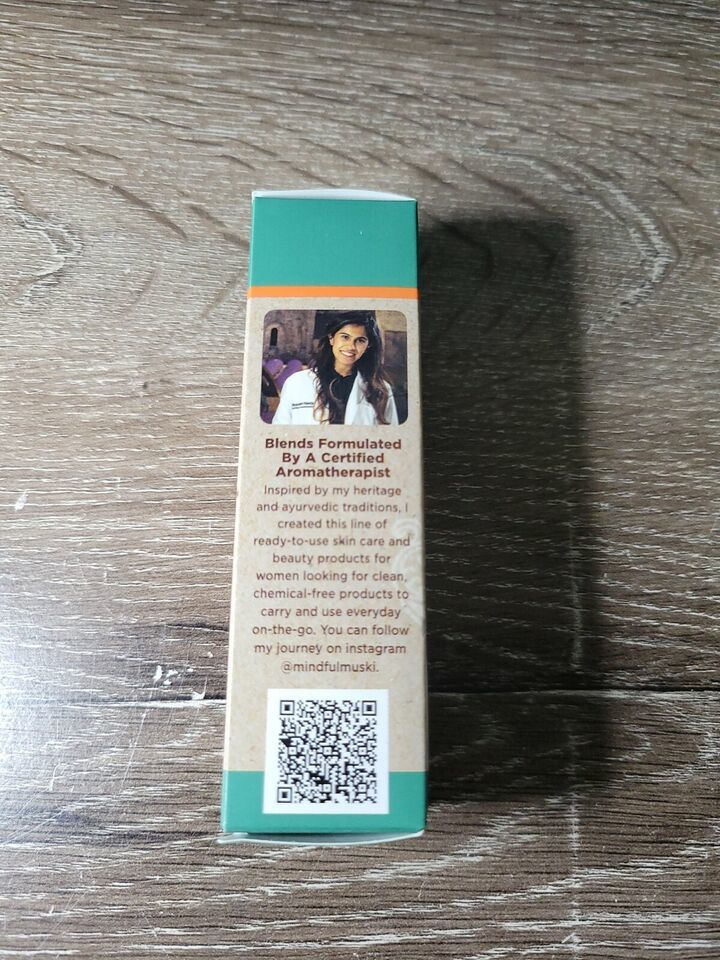 Blends Formulated
By A Certified
Aromatherapist
Inspired by my heritage
and ayurvedic traditions, I
created this line of
ready-to-use skin care and
beauty products for
women looking for clean,
chemical-free products to
carry and use everyday
on-the-go. You can follow
my journey on instagram
@mindfulmuski.